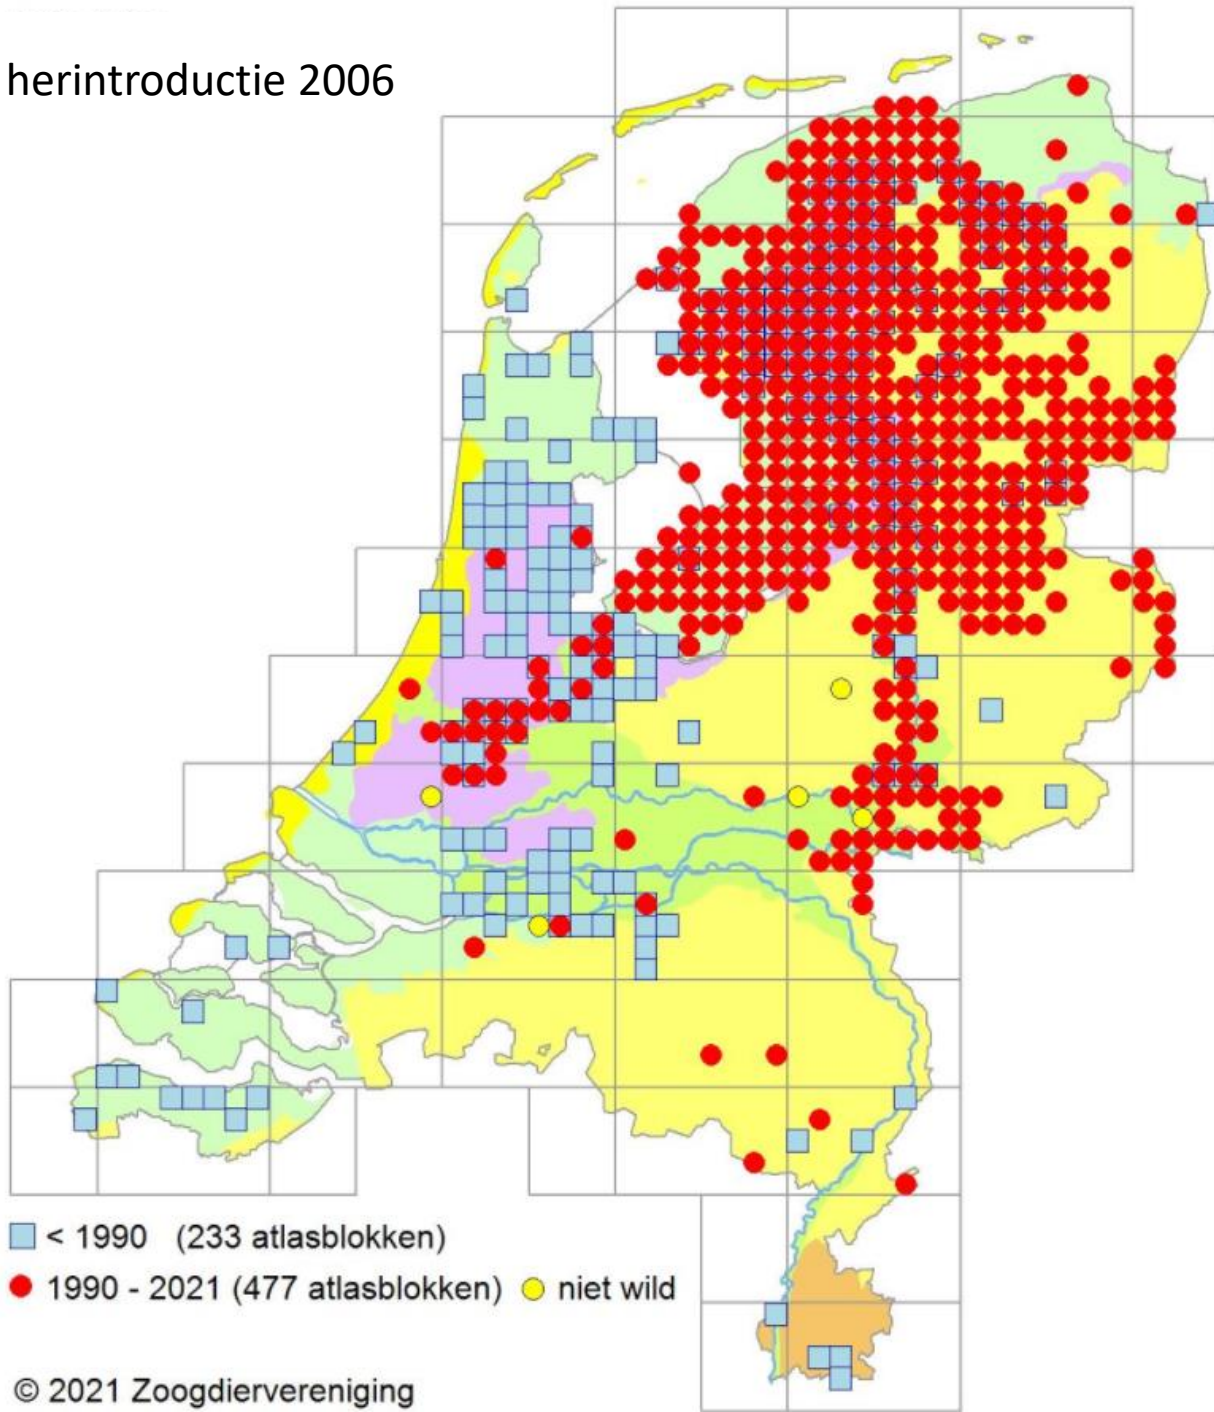 herintroductie 2006
< 1990 (233 atlasblokken)
1990 - 2021 (477 atlasblokken) niet wild
© 2021 Zoogdiervereniging